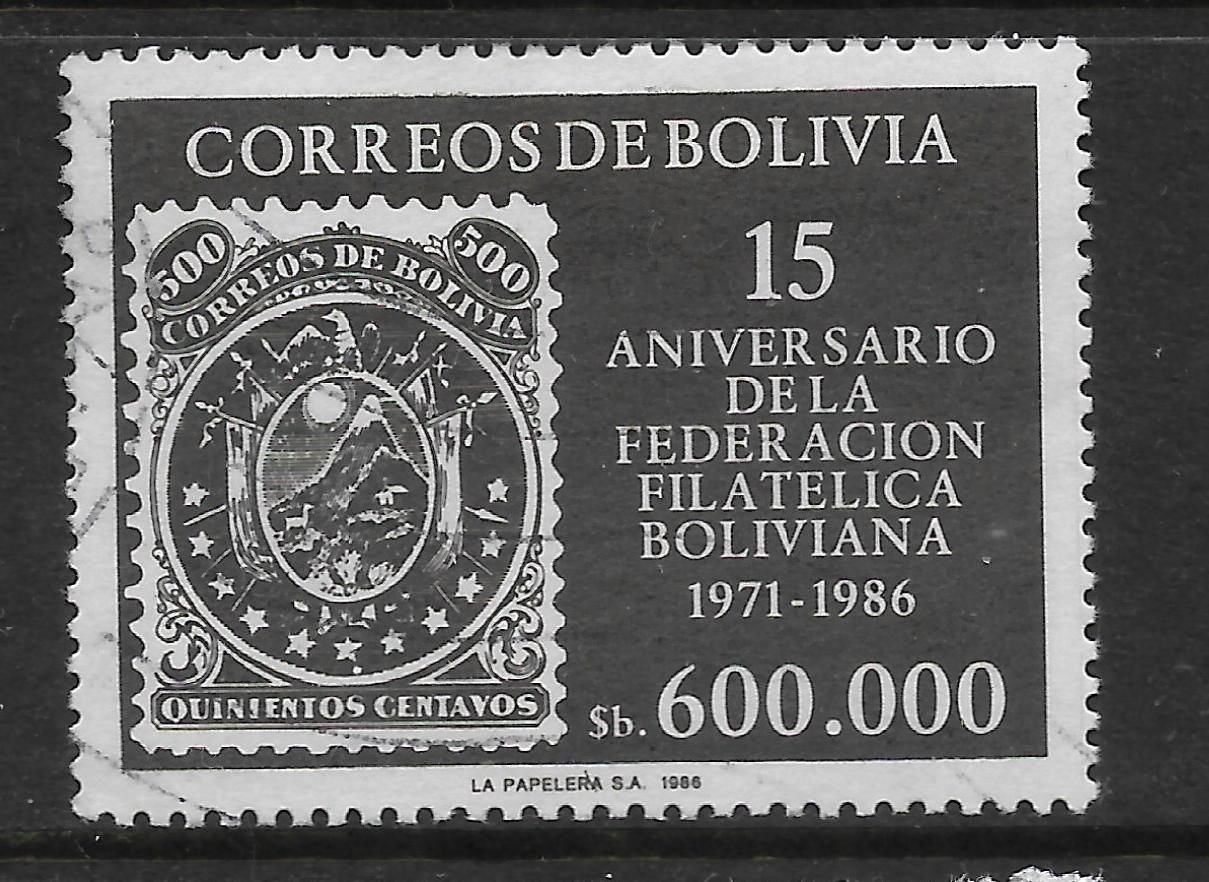 CORREOS DE BOLIVIA
500
500
CORREOS DE BOLIVIA
QUINIENTOS CENTAVOS
15
ANIVERSARIO
DE LA
FEDERACION
FILATELICA
BOLIVIANA
1971-1986
$b. 600.000
LA PAPELERA S.A. 1986